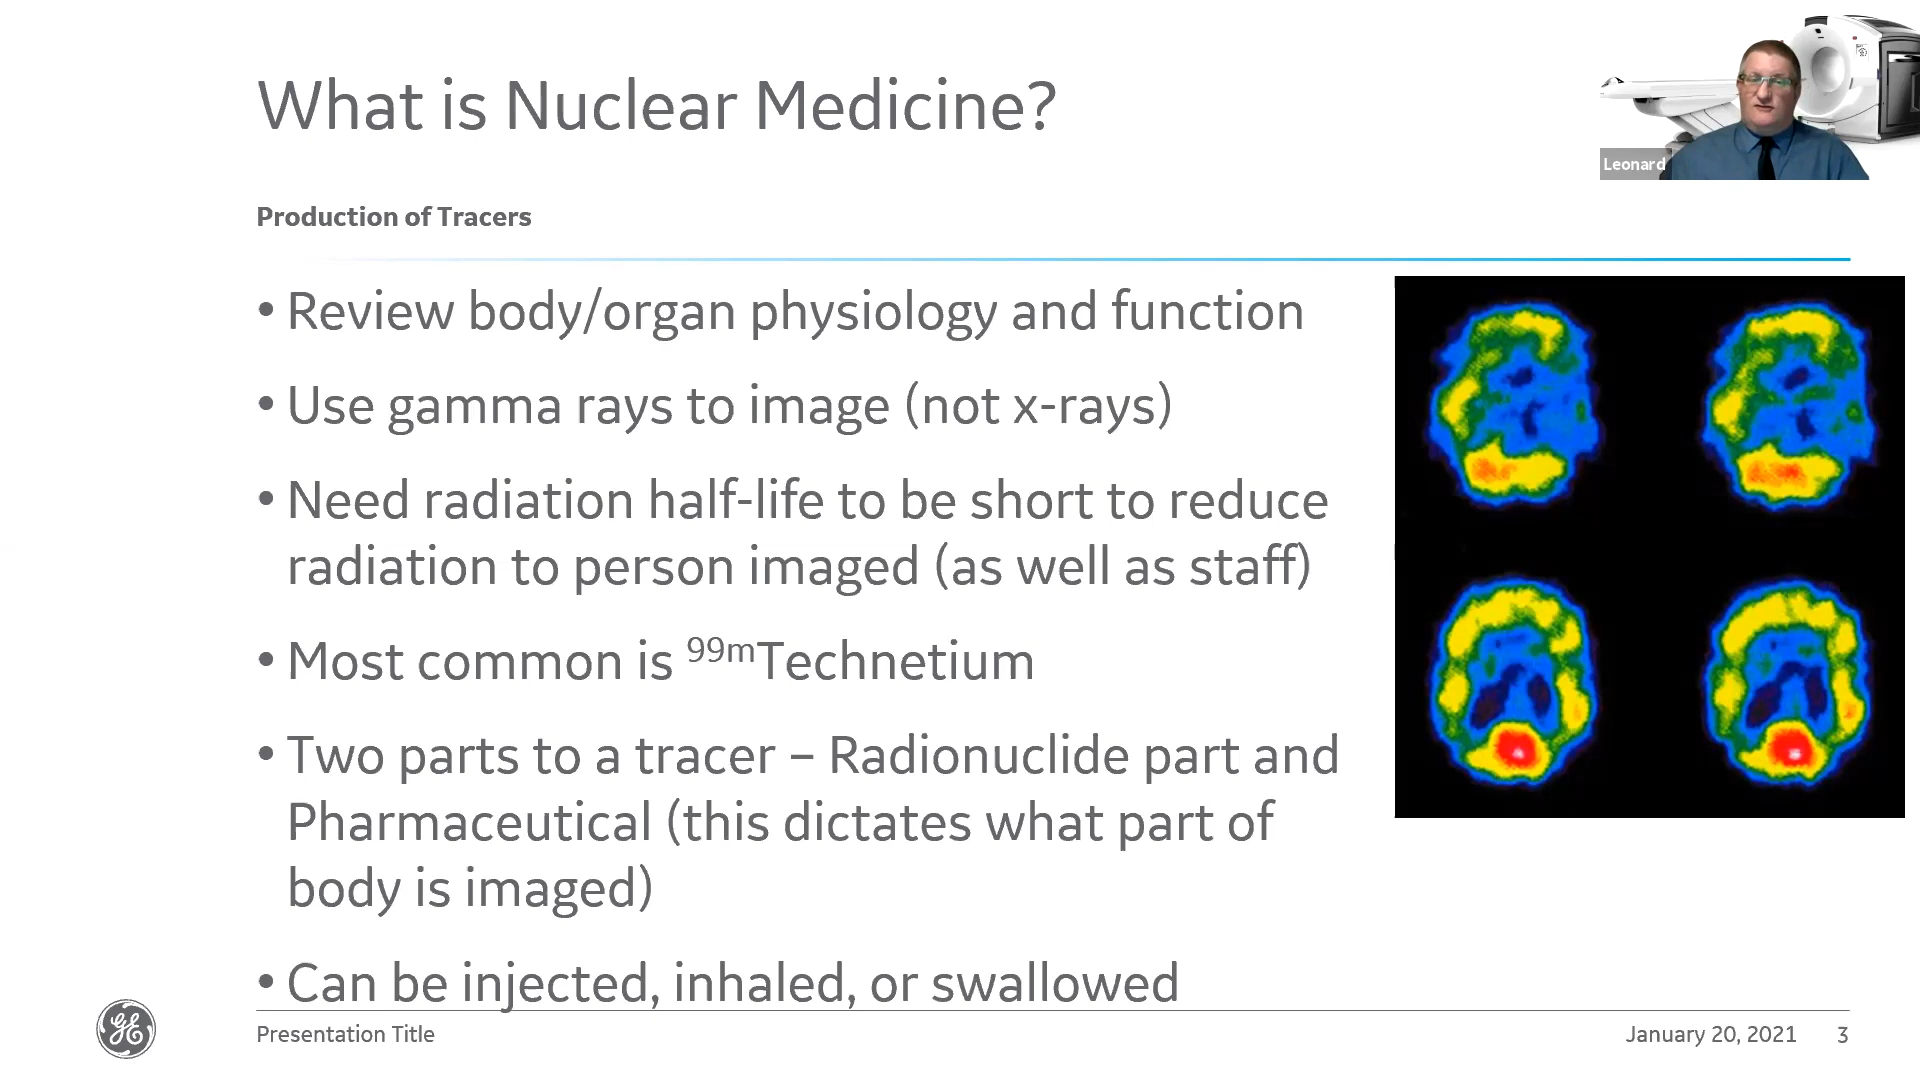 What is Nuclear Medicine?
Leonard
Production of Tracers
• Review body/organ physiology and function
• Use gamma rays to image (not x-rays)
• Need radiation half-life to be short to reduce
radiation to person imaged (as well as staff)
• Most common is ⁹⁹ᵐTechnetium
• Two parts to a tracer – Radionuclide part and
Pharmaceutical (this dictates what part of
body is imaged)
• Can be injected, inhaled, or swallowed
GE
Presentation Title
January 20, 2021 3